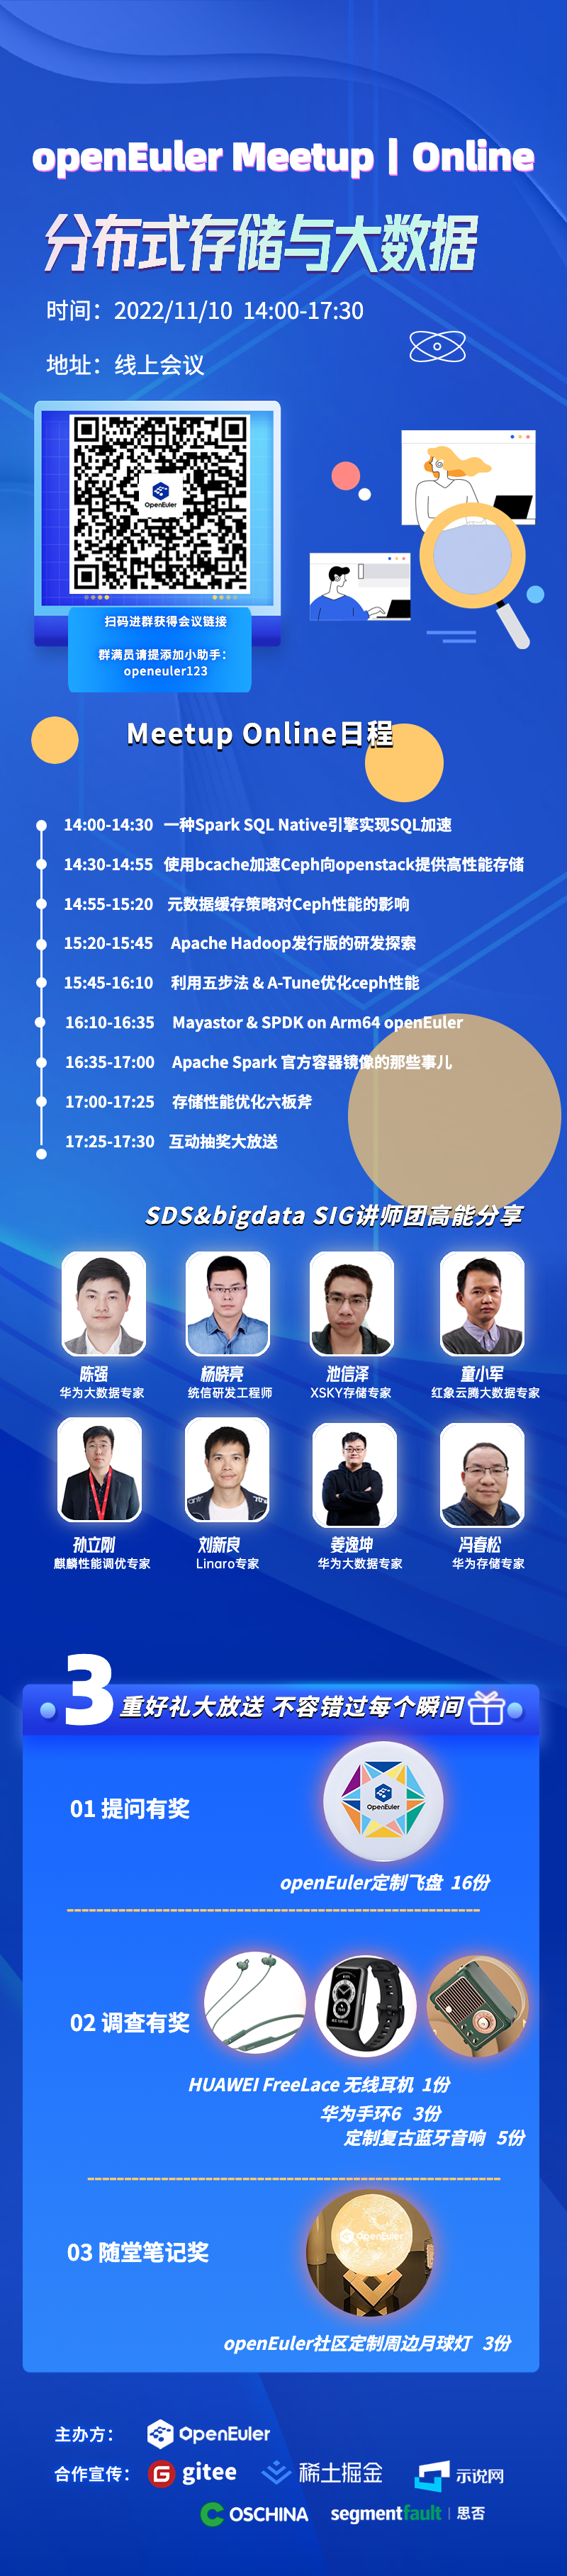 openEuler Meetup | Online
分布式存储与大数据
时间：2022/11/10 14:00-17:30
地址：线上会议
OpenEuler
扫码进群获得会议链接
群满员请提添加小助手：
openeuler123
Meetup Online日程
14:00-14:30 一种Spark SQL Native引擎实现SQL加速
14:30-14:55 使用bcache加速Ceph向openstack提供高性能存储
14:55-15:20 元数据缓存策略对Ceph性能的影响
15:20-15:45 Apache Hadoop发行版的研发探索
15:45-16:10 利用五步法 & A-Tune优化ceph性能
16:10-16:35 Mayastor & SPDK on Arm64 openEuler
16:35-17:00 Apache Spark 官方容器镜像的那些事儿
17:00-17:25 存储性能优化六板斧
17:25-17:30 互动抽奖大放送
SDS&bigdata SIG讲师团高能分享
陈强 杨晓亮 池信泽 童小军
华为大数据专家 统信研发工程师 XSKY存储专家 红象云腾大数据专家
孙立刚 刘新良 姜逸坤 冯春松
麒麟性能调优专家 Linaro专家 华为大数据专家 华为存储专家
3重好礼大放送 不容错过每个瞬间
OpenEuler
01 提问有奖
openEuler定制飞盘 16份
02 调查有奖
HUAWEI FreeLace 无线耳机 1份
华为手环6 3份
定制复古蓝牙音响 5份
OpenEuler
03 随堂笔记奖
openEuler社区定制周边月球灯 3份
主办方： OpenEuler
合作宣传： gitee 稀土掘金 示说网
OSCHINA segmentfault | 思否